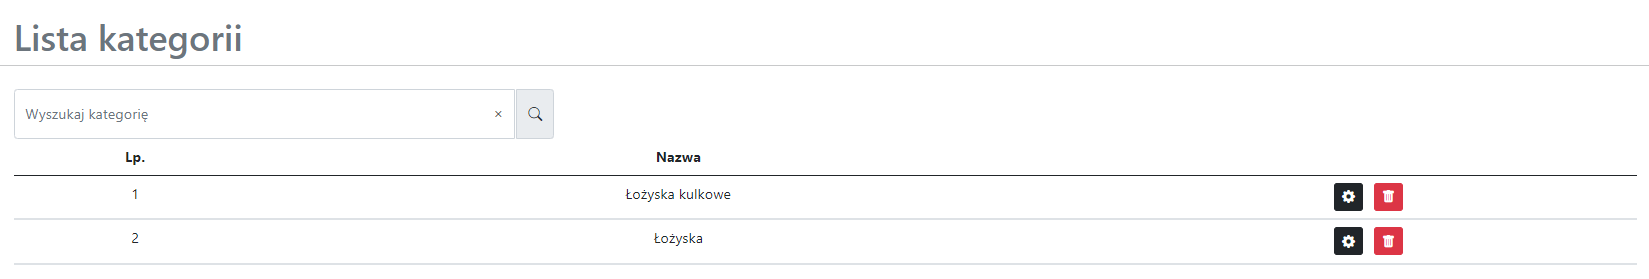 Lista kategorii
Wyszukaj kategorię ×
Lp. Nazwa
1 Łożyska kulkowe
2 Łożyska